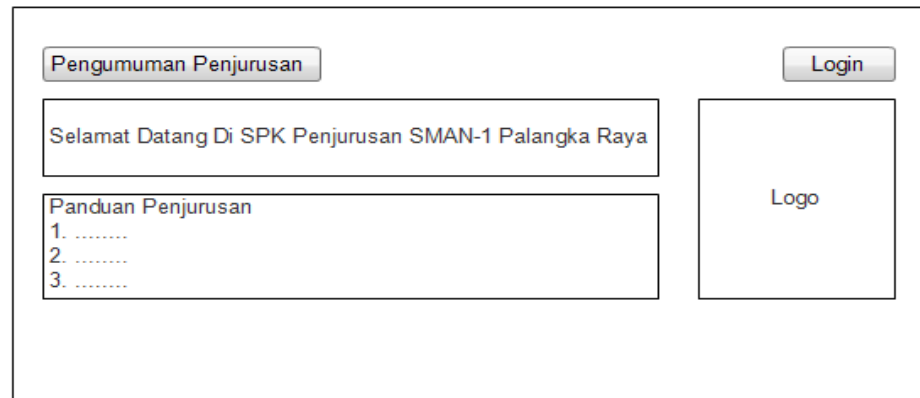 Pengumuman Penjurusan
Login
Selamat Datang Di SPK Penjurusan SMAN-1 Palangka Raya
Logo
Panduan Penjurusan
1. ........
2. ........
3. ........